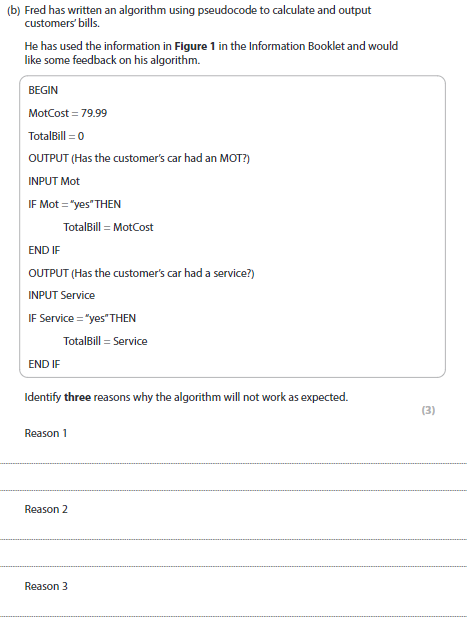 (b) Fred has written an algorithm using pseudocode to calculate and output
customers' bills.
He has used the information in Figure 1 in the Information Booklet and would
like some feedback on his algorithm.
BEGIN
MotCost = 79.99
TotalBill = 0
OUTPUT (Has the customer's car had an MOT?)
INPUT Mot
IF Mot = "yes" THEN
TotalBill = MotCost
END IF
OUTPUT (Has the customer's car had a service?)
INPUT Service
IF Service = "yes" THEN
TotalBill = Service
END IF
Identify three reasons why the algorithm will not work as expected.
(3)
Reason 1
Reason 2
Reason 3